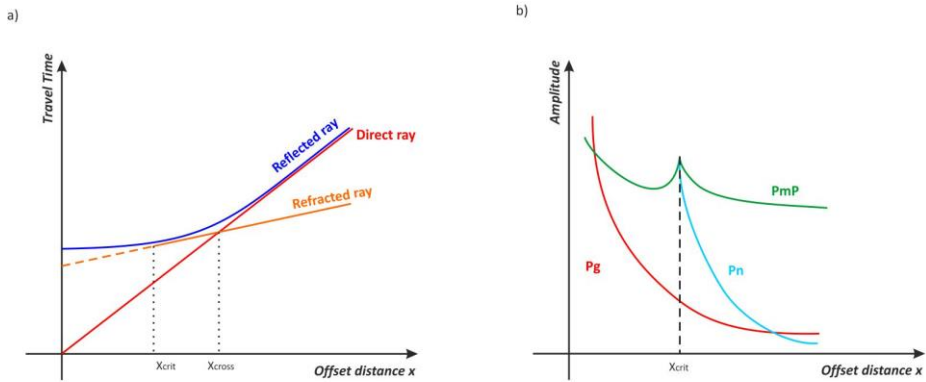 a)
Travel Time
Reflected ray
Direct ray
Refracted ray
Xcrit
Xcross
Offset distance x
b)
Amplitude
PmP
Pg
Pn
Xcrit
Offset distance x